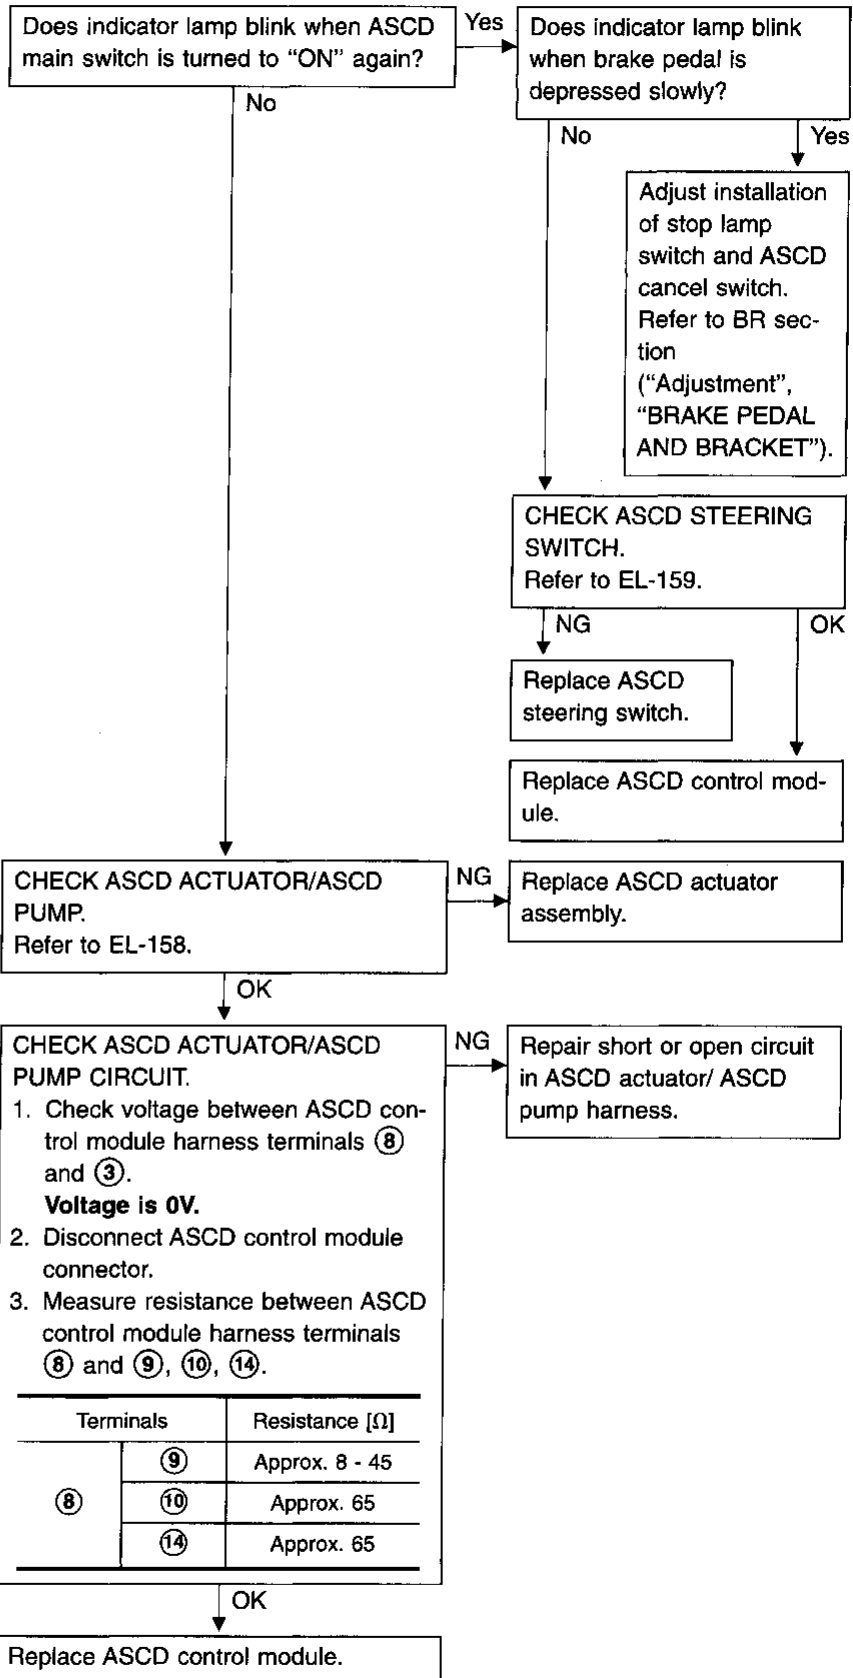 Does indicator lamp blink when ASCD
main switch is turned to “ON” again?
Yes
Does indicator lamp blink
when brake pedal is
depressed slowly?
No
No
Yes
Adjust installation
of stop lamp
switch and ASCD
cancel switch.
Refer to BR sec-
tion
(“Adjustment”,
“BRAKE PEDAL
AND BRACKET”).
CHECK ASCD STEERING
SWITCH.
Refer to EL-159.
NG
OK
Replace ASCD
steering switch.
Replace ASCD control mod-
ule.
CHECK ASCD ACTUATOR/ASCD
PUMP.
Refer to EL-158.
NG
Replace ASCD actuator
assembly.
OK
CHECK ASCD ACTUATOR/ASCD
PUMP CIRCUIT.
1. Check voltage between ASCD con-
trol module harness terminals ⑧
and ③.
Voltage is 0V.
2. Disconnect ASCD control module
connector.
3. Measure resistance between ASCD
control module harness terminals
⑧ and ⑨, ⑩, ⑭.
NG
Repair short or open circuit
in ASCD actuator/ ASCD
pump harness.
Terminals Resistance [Ω]
⑨ Approx. 8 - 45
⑧ ⑩ Approx. 65
⑭ Approx. 65
OK
Replace ASCD control module.